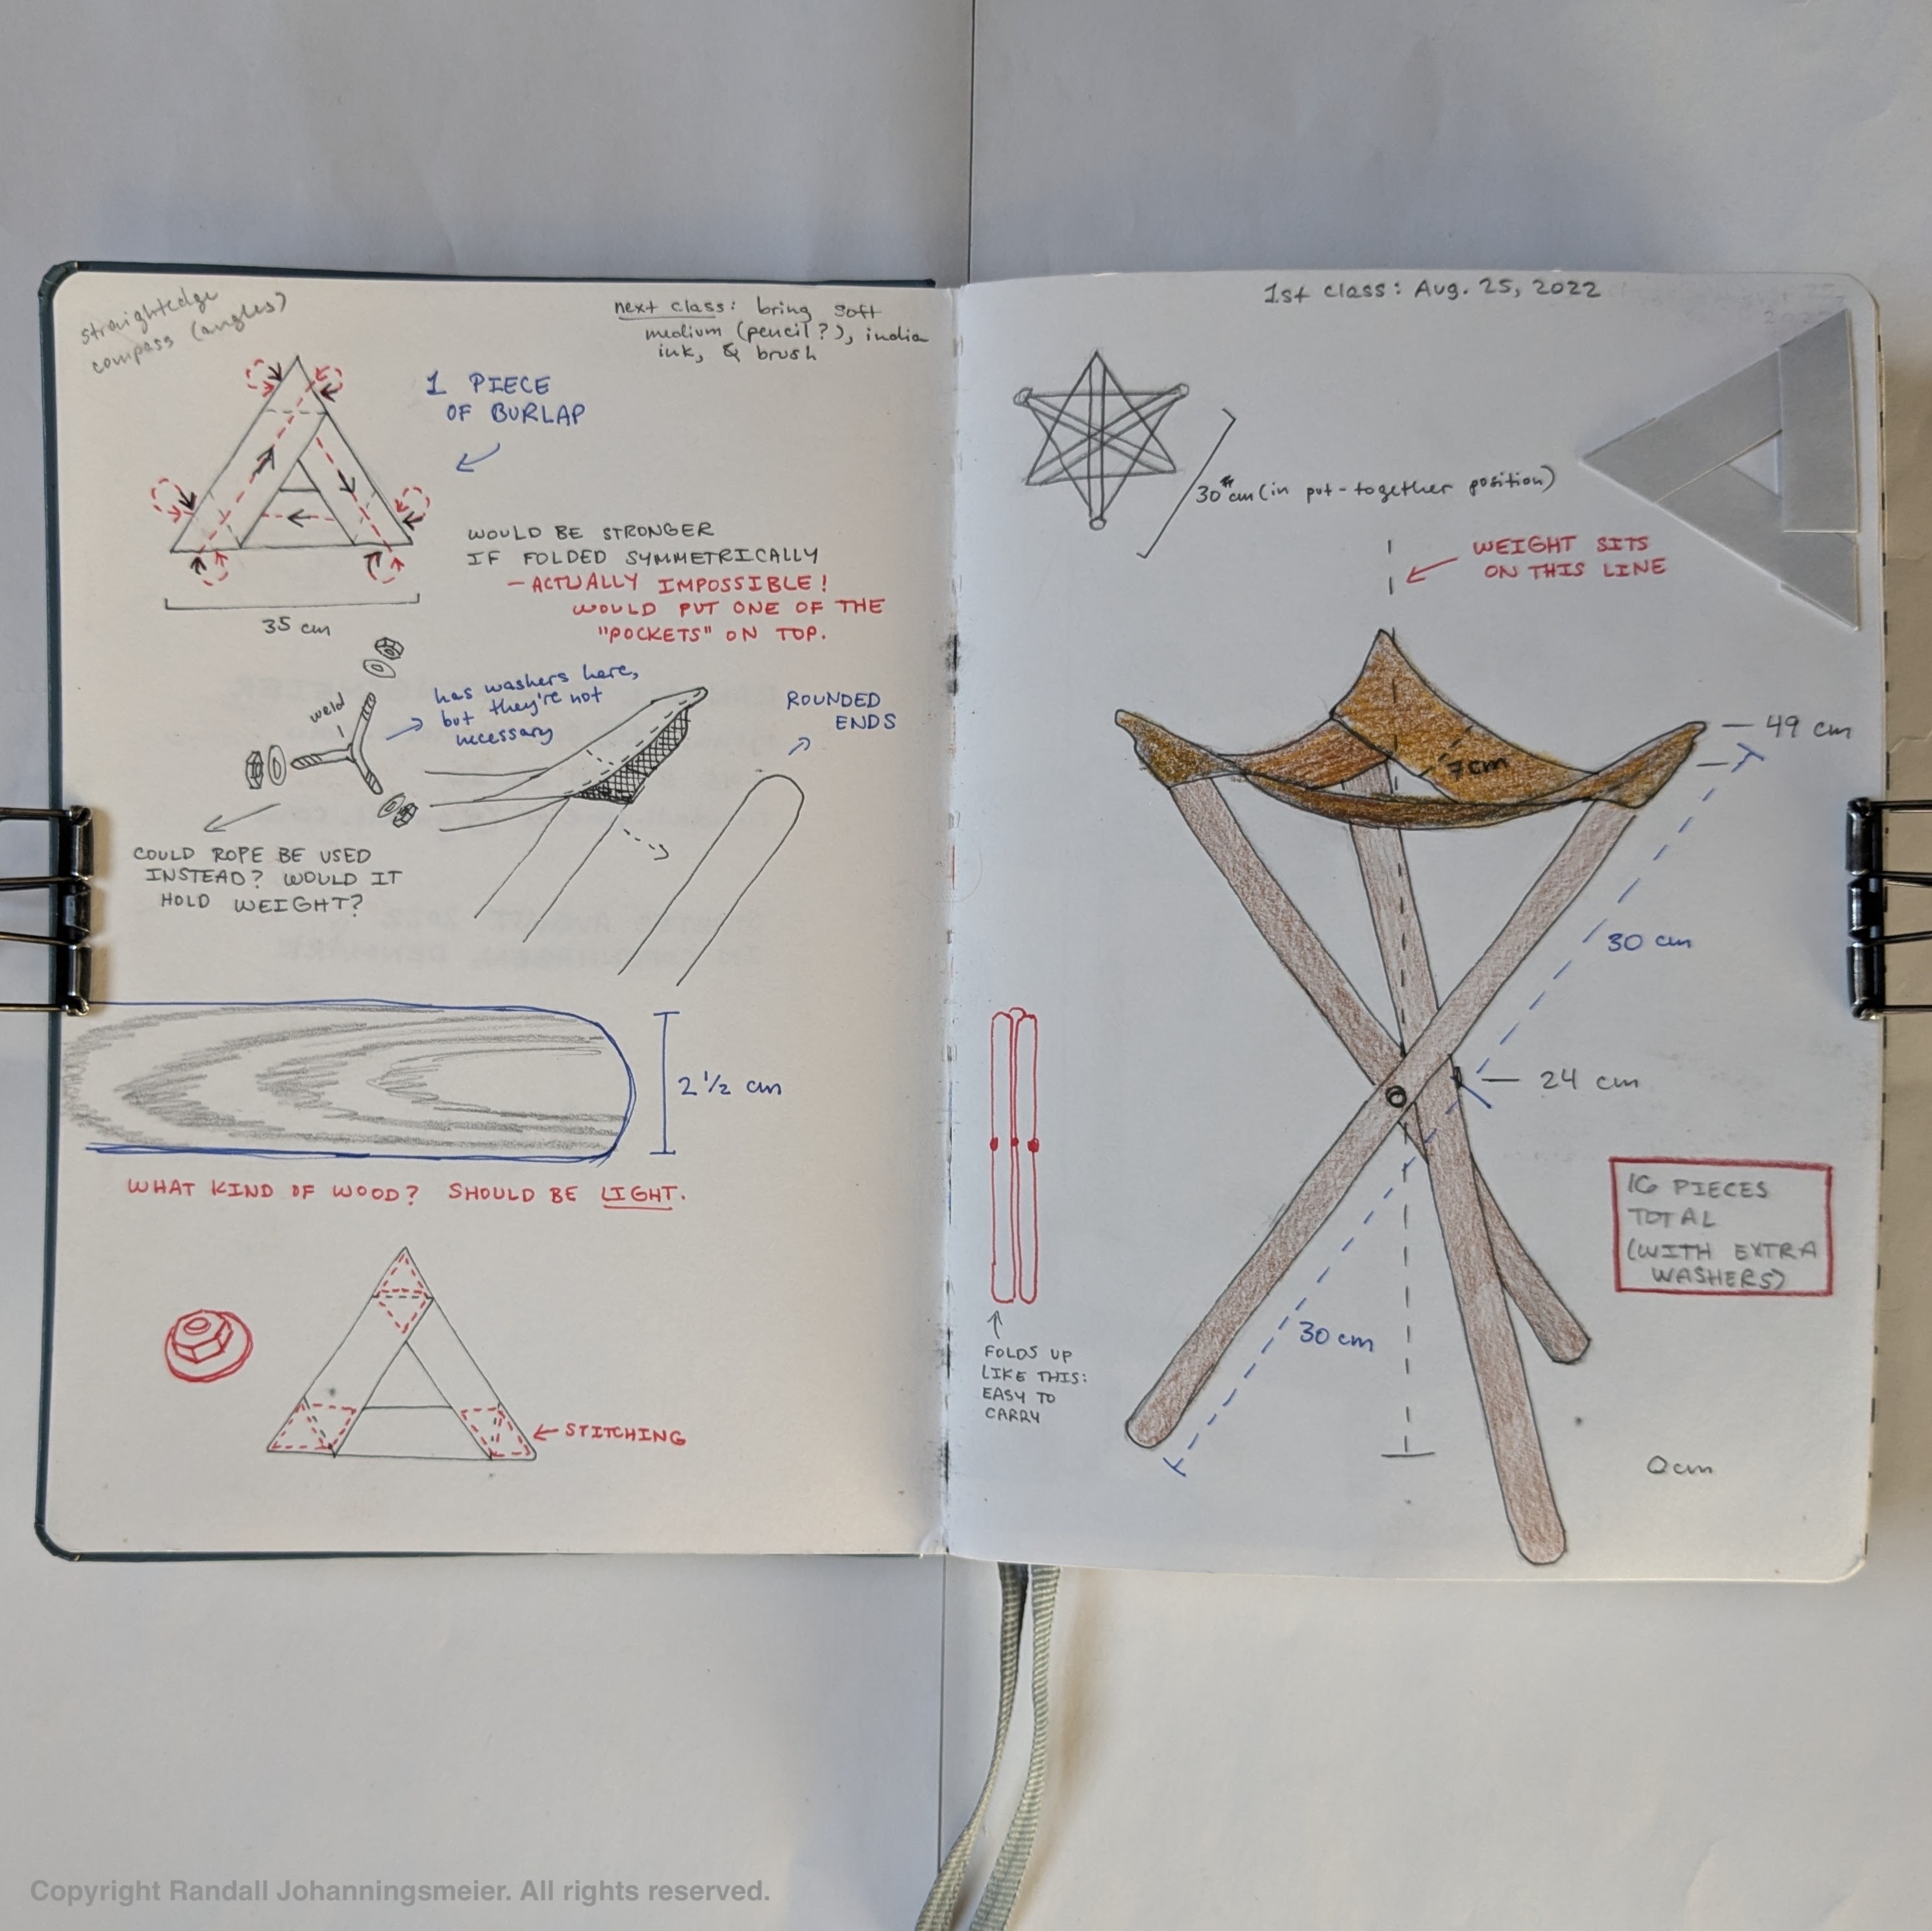 straightedge
compass (angles)
next class: bring soft
medium (pencil?), india
ink, & brush
1 PIECE
OF BURLAP
WOULD BE STRONGER
IF FOLDED SYMMETRICALLY
- ACTUALLY IMPOSSIBLE!
WOULD PUT ONE OF THE
"POCKETS" ON TOP.
35 cm
weld
has washers here,
but they're not
necessary
ROUNDED
ENDS
COULD ROPE BE USED
INSTEAD? WOULD IT
HOLD WEIGHT?
2 1/2 cm
WHAT KIND OF WOOD? SHOULD BE LIGHT.
STITCHING
1st class: Aug. 25, 2022
30 cm (in put-together position)
WEIGHT SITS
ON THIS LINE
49 cm
7cm
30 cm
24 cm
16 PIECES
TOTAL
(WITH EXTRA
WASHERS)
30 cm
FOLDS UP
LIKE THIS:
EASY TO
CARRY
0cm
Copyright Randall Johanningsmeier. All rights reserved.